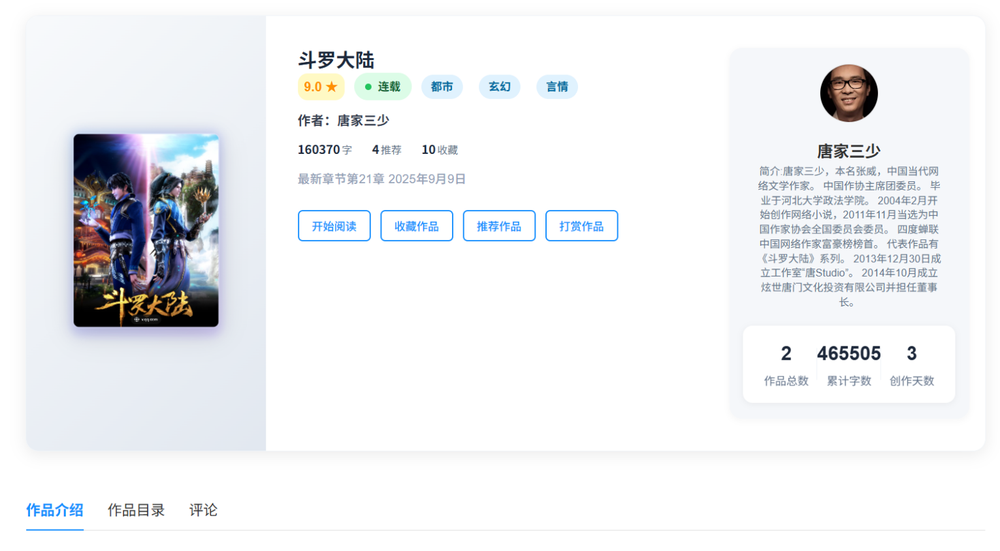 斗罗大陆
9.0 ★ 连载 都市 玄幻 言情
作者：唐家三少
160370字 4推荐 10收藏
最新章节第21章 2025年9月9日
开始阅读 收藏作品 推荐作品 打赏作品
斗罗大陆
唐家三少
简介:唐家三少，本名张威，中国当代网
络文学作家。 中国作协主席团委员。 毕
业于河北大学政法学院。 2004年2月开
始创作网络小说，2011年11月当选为中
国作家协会全国委员会委员。 四度蝉联
中国网络作家富豪榜榜首。 代表作品有
《斗罗大陆》系列。 2013年12月30日成
立工作室“唐Studio”。 2014年10月成立
炫世唐门文化投资有限公司并担任董事
长。
2 465505 3
作品总数 累计字数 创作天数
作品介绍 作品目录 评论